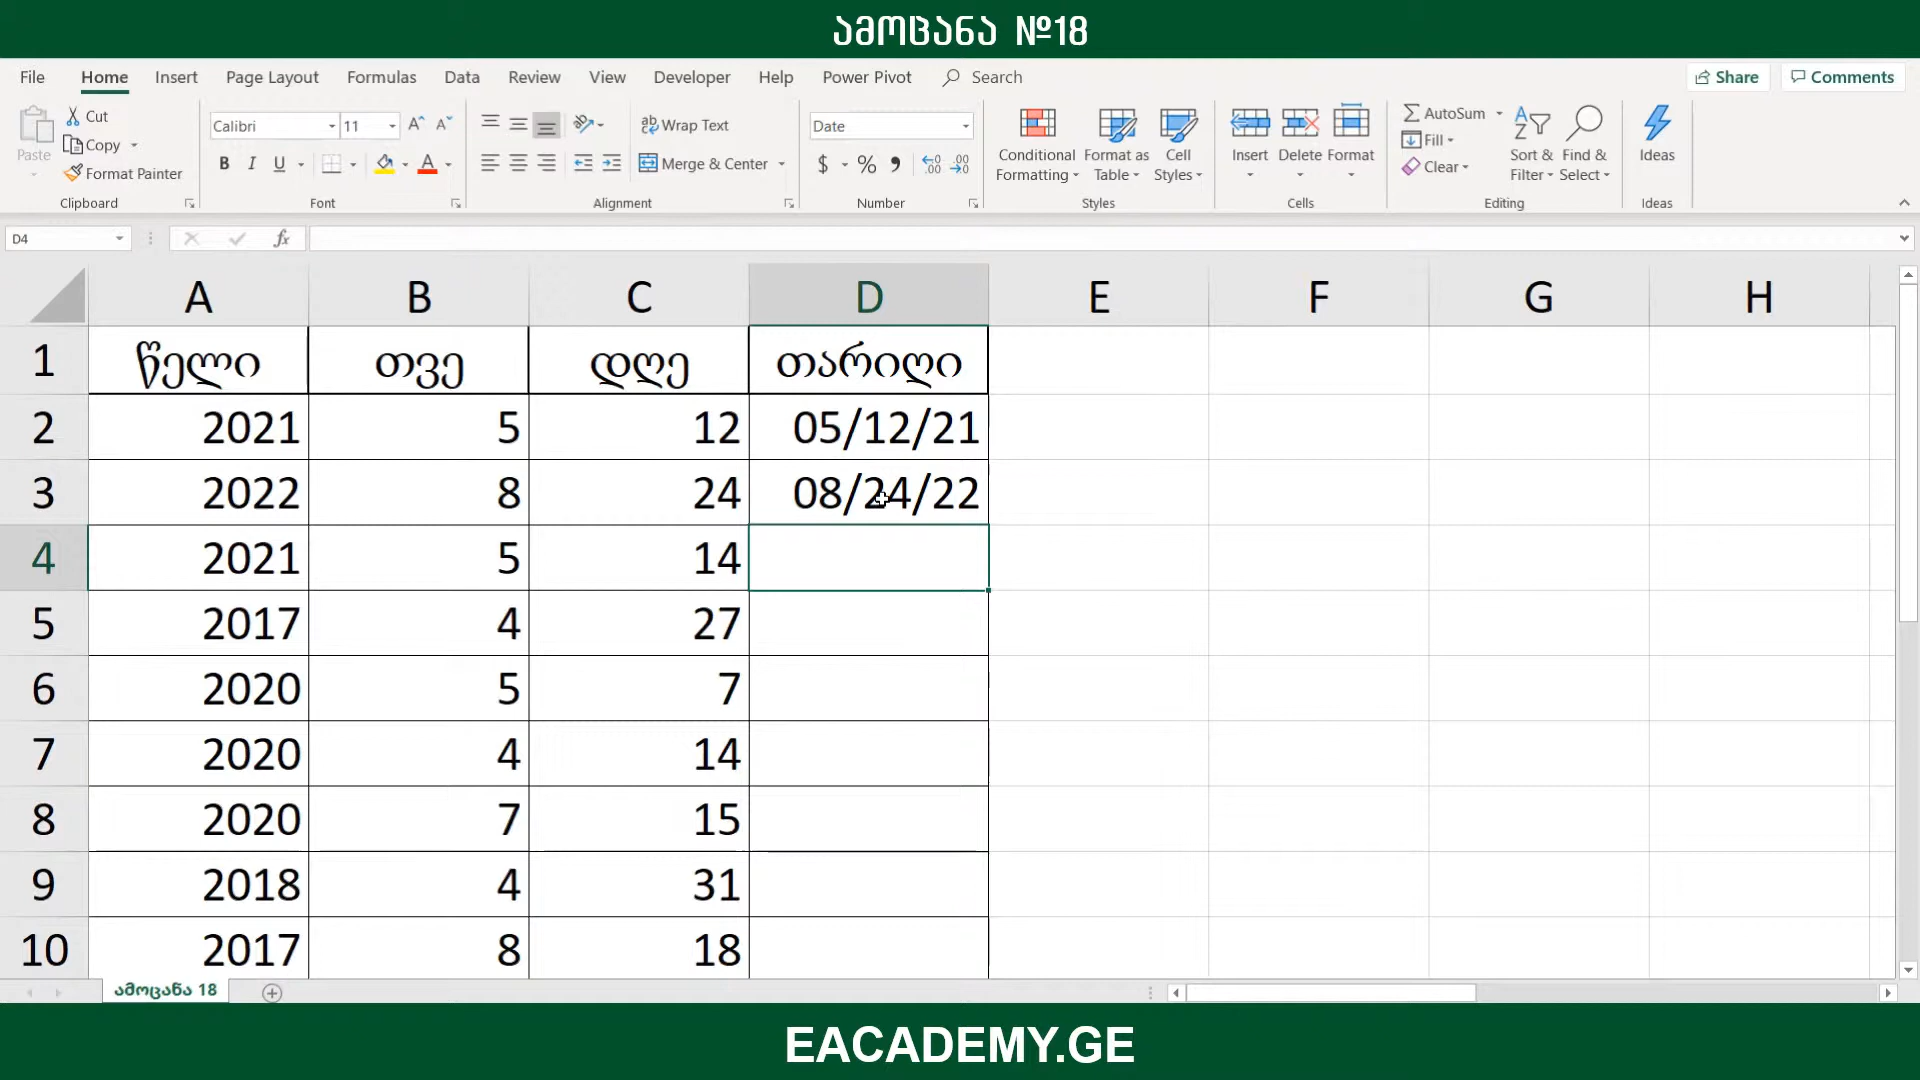 ამოცანა №18
File Home Insert Page Layout Formulas Data Review View Developer Help Power Pivot Search Share Comments
Paste Cut Copy Format Painter
Clipboard
Calibri 11
B I U A
Font
Wrap Text
Merge & Center
Alignment
Date
$ % ,
Number
Conditional Formatting Format as Table Cell Styles
Styles
Insert Delete Format
Cells
AutoSum
Fill
Clear
Sort & Filter Find & Select
Editing
Ideas
Ideas
D4 fx
A B C D E F G H
1 წელი თვე დღე თარიღი
2 2021 5 12 05/12/21
3 2022 8 24 08/24/22
4 2021 5 14
5 2017 4 27
6 2020 5 7
7 2020 4 14
8 2020 7 15
9 2018 4 31
10 2017 8 18
ამოცანა 18
EACADEMY.GE